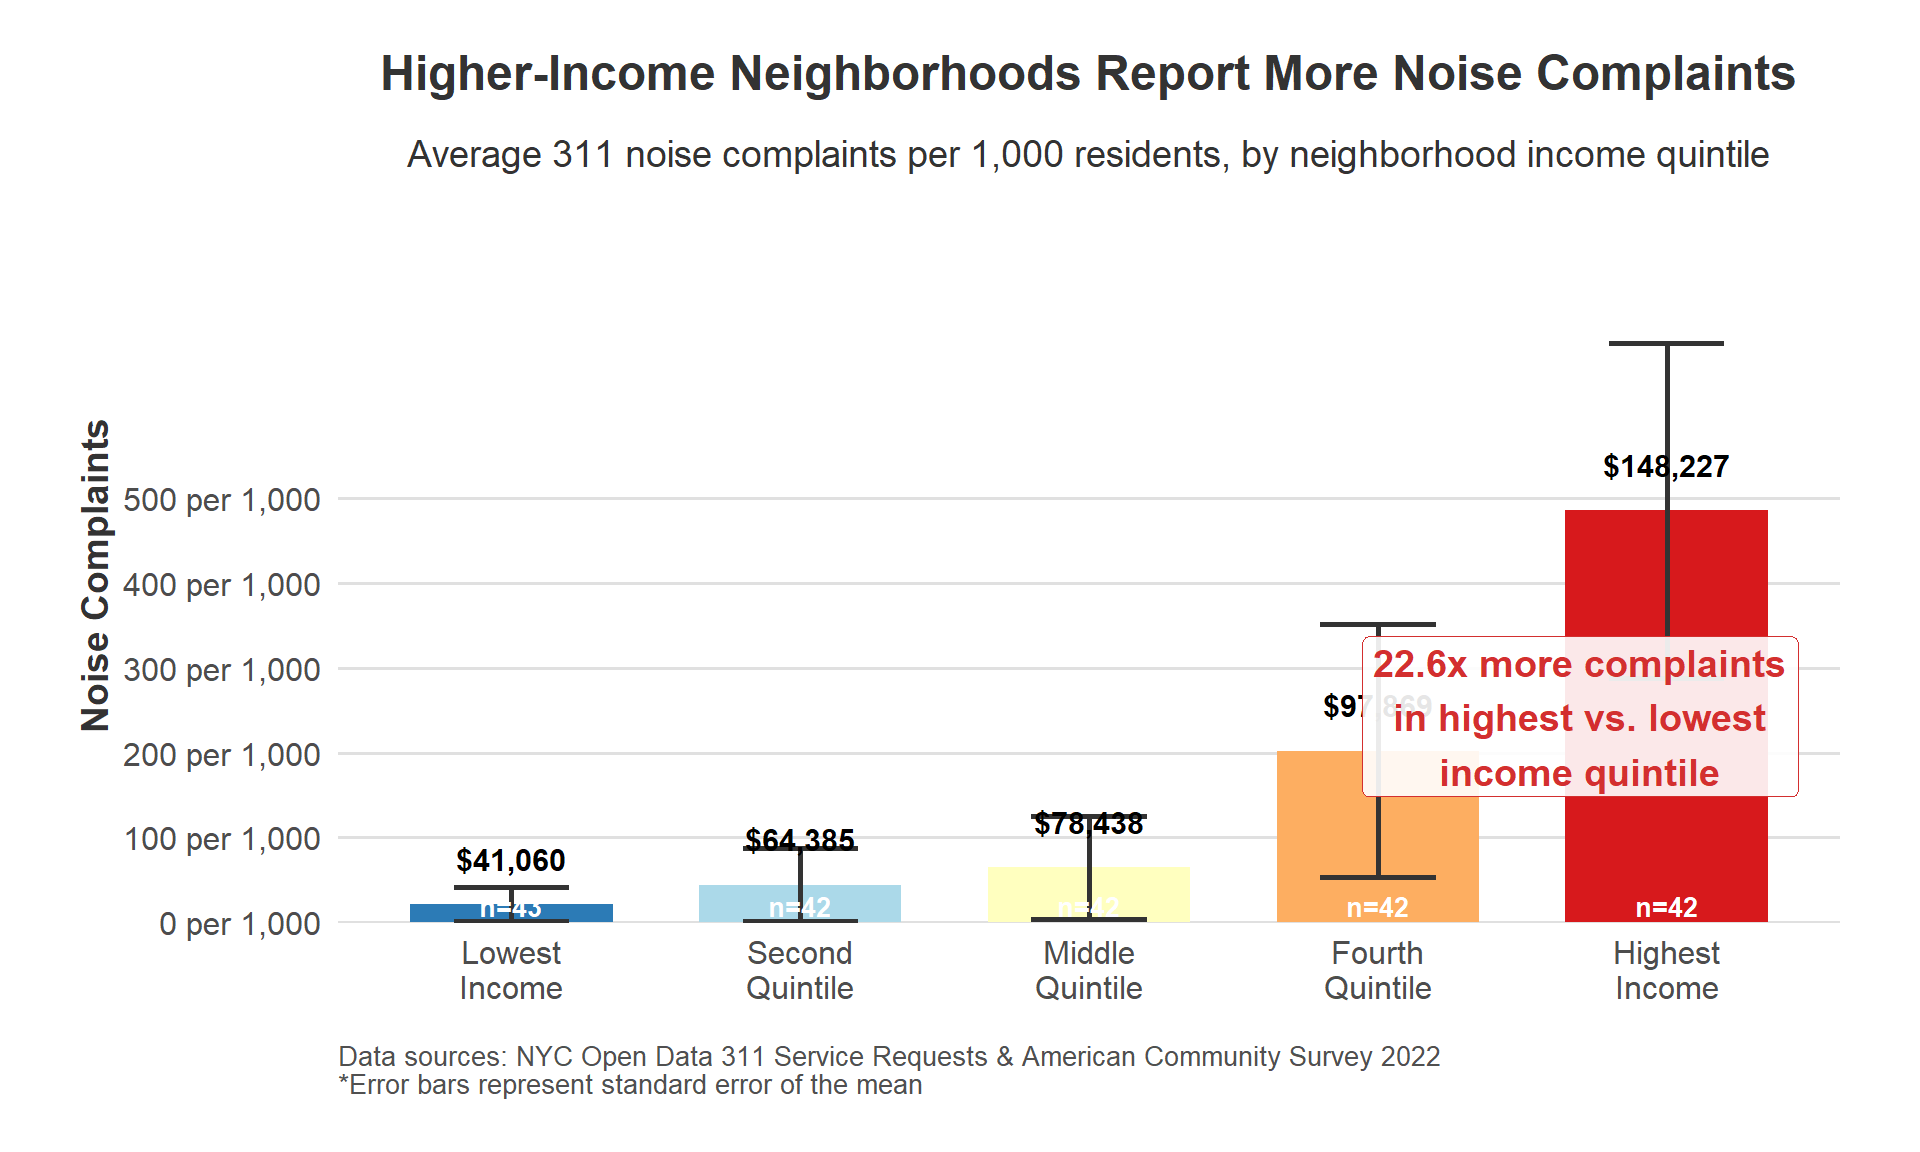 Higher-Income Neighborhoods Report More Noise Complaints
Average 311 noise complaints per 1,000 residents, by neighborhood income quintile
Noise Complaints
500 per 1,000
400 per 1,000
300 per 1,000
200 per 1,000
100 per 1,000
0 per 1,000
$41,060
$64,385
$78,438
$97,869
$148,227
22.6x more complaints
in highest vs. lowest
income quintile
n=43
n=42
n=42
n=42
n=42
Lowest
Income
Second
Quintile
Middle
Quintile
Fourth
Quintile
Highest
Income
Data sources: NYC Open Data 311 Service Requests & American Community Survey 2022
*Error bars represent standard error of the mean